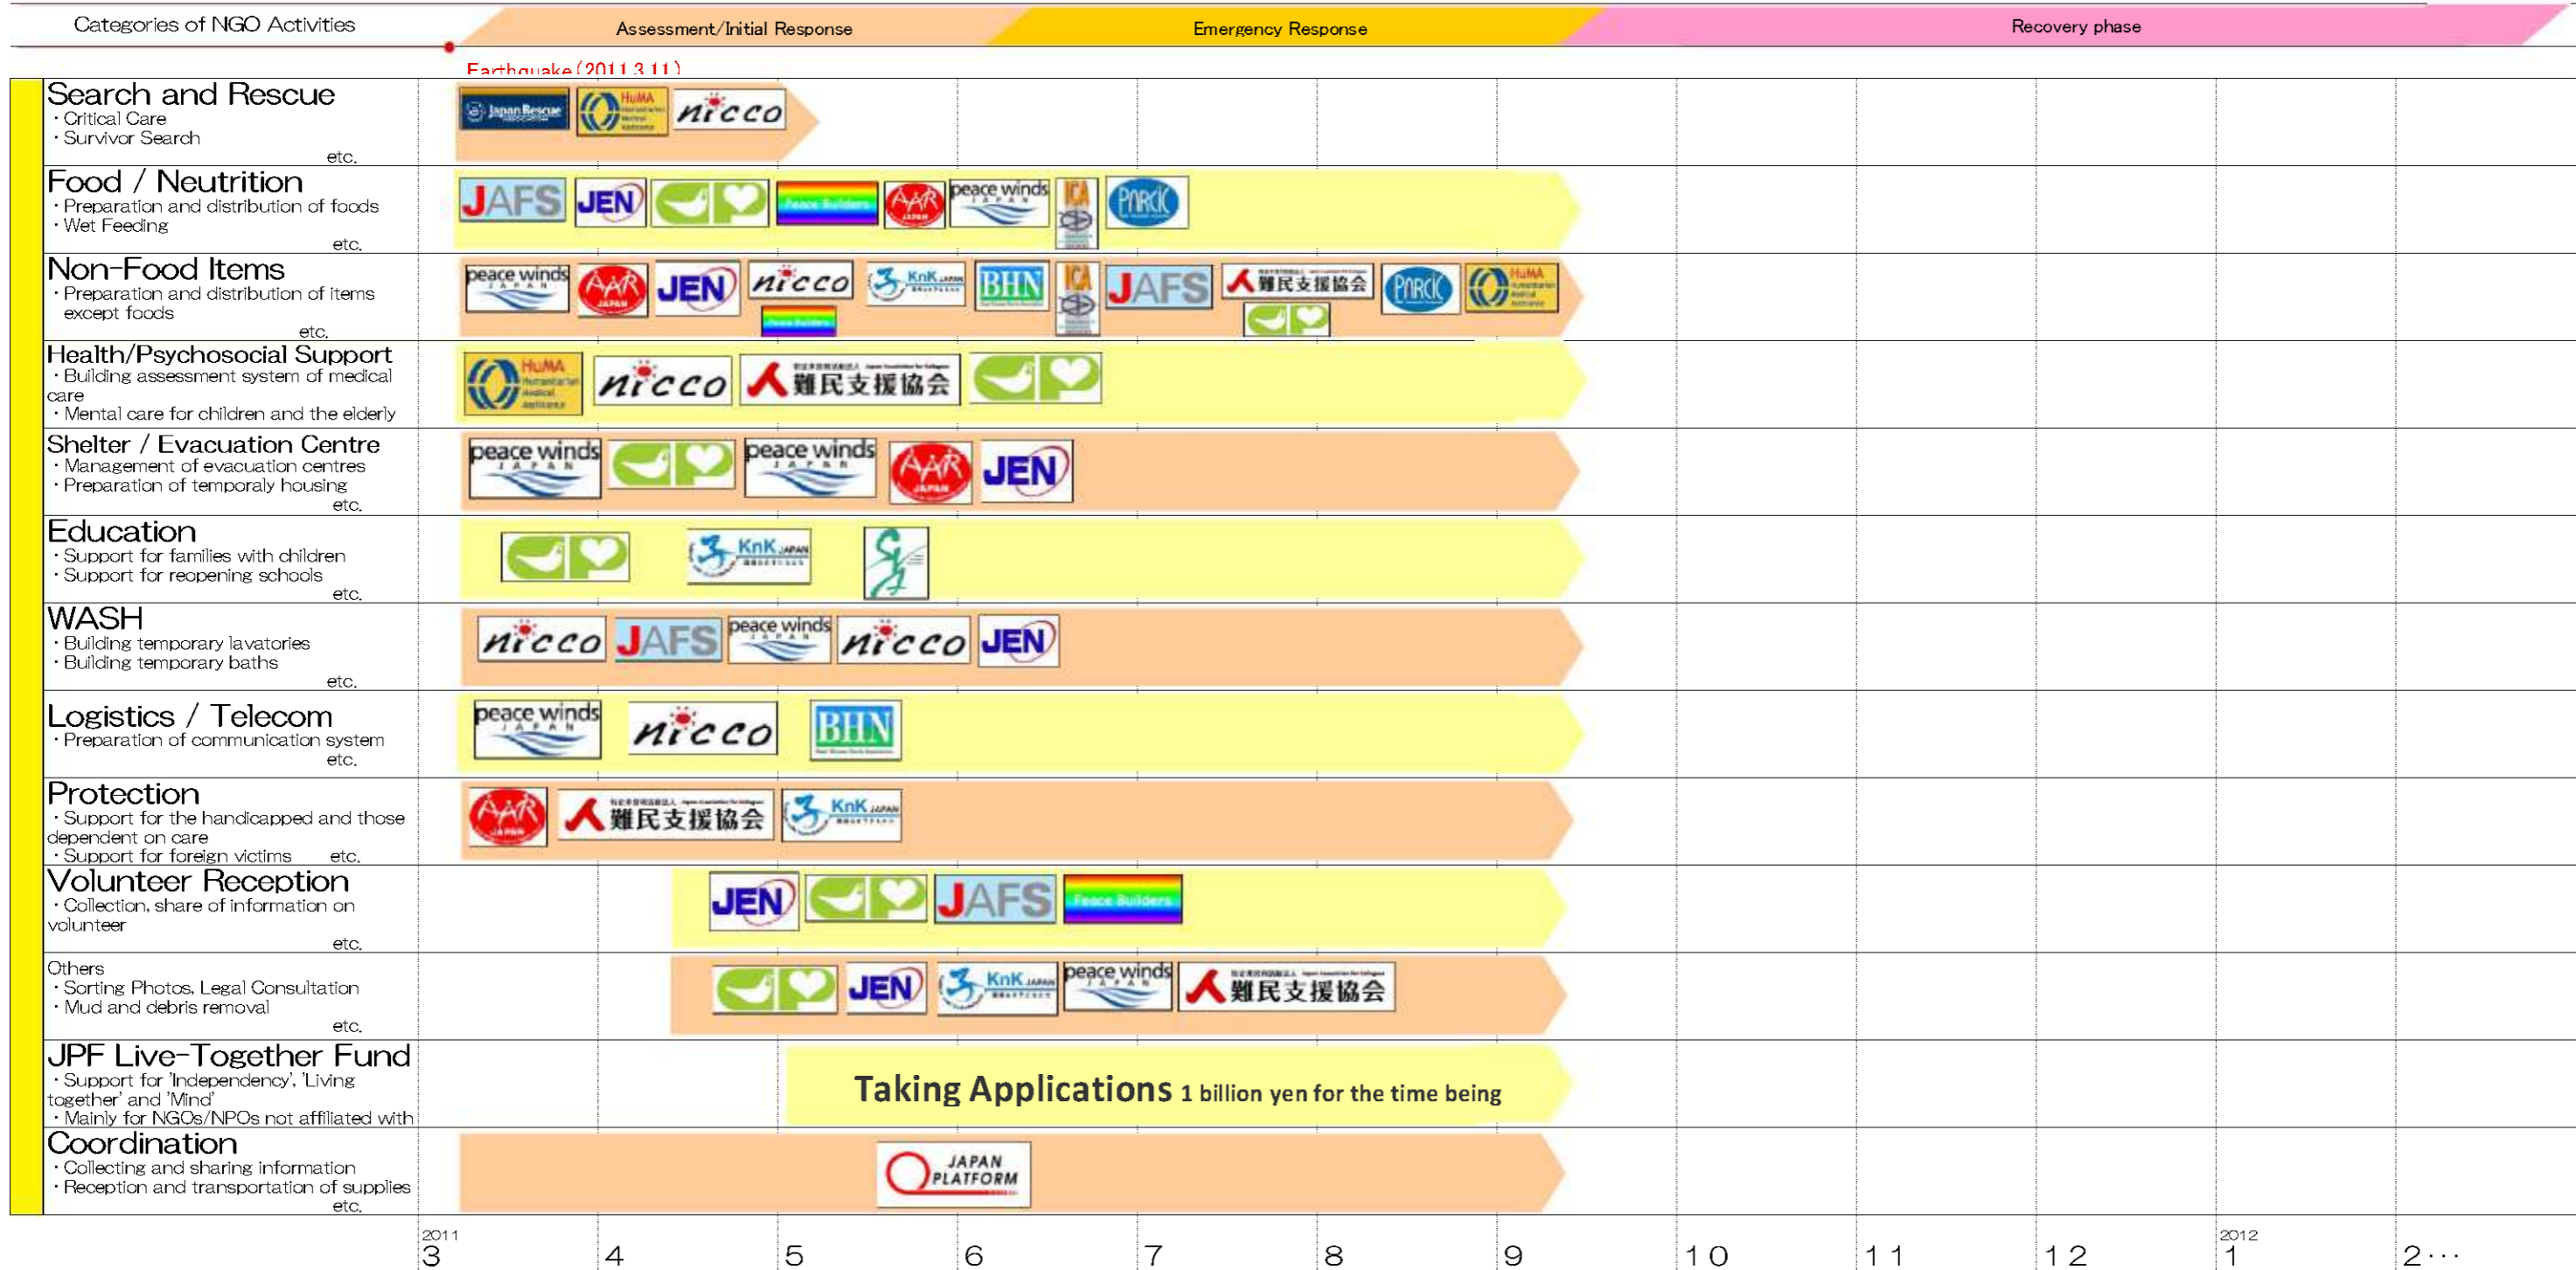 Categories of NGO Activities
Assessment/Initial Response
Emergency Response
Recovery phase
Earthquake(2011.3.11)
Search and Rescue
・Critical Care
・Survivor Search
etc.
Japan Rescue
HuMA
nicco
Food / Neutrition
・Preparation and distribution of foods
・Wet Feeding
etc.
JAFS
JEN
Peace Builders
AAR
JAPAN
peace winds
JAPAN
ICA
PARCIC
Non-Food Items
・Preparation and distribution of items
except foods
etc.
peace winds
JAPAN
AAR
JAPAN
JEN
nicco
Peace Builders
KnK JAPAN
BHN
ICA
JAFS
難民支援協会
PARCIC
HuMA
Health/Psychosocial Support
・Building assessment system of medical
care
・Mental care for children and the elderly
HuMA
Humanitarian
Medical
Assistance
nicco
難民支援協会
Shelter / Evacuation Centre
・Management of evacuation centres
・Preparation of temporaly housing
etc.
peace winds
JAPAN
peace winds
JAPAN
AAR
JAPAN
JEN
Education
・Support for families with children
・Support for reopening schools
etc.
KnK JAPAN
WASH
・Building temporary lavatories
・Building temporary baths
etc.
nicco
JAFS
peace winds
JAPAN
nicco
JEN
Logistics / Telecom
・Preparation of communication system
etc.
peace winds
JAPAN
nicco
BHN
Protection
・Support for the handicapped and those
dependent on care
・Support for foreign victims etc.
AAR
JAPAN
難民支援協会
KnK JAPAN
Volunteer Reception
・Collection, share of information on
volunteer
etc.
JEN
JAFS
Peace Builders
Others
・Sorting Photos, Legal Consultation
・Mud and debris removal
etc.
JEN
KnK JAPAN
peace winds
JAPAN
難民支援協会
JPF Live-Together Fund
・Support for 'Independency', 'Living
together' and 'Mind'
・Mainly for NGOs/NPOs not affiliated with
Taking Applications 1 billion yen for the time being
Coordination
・Collecting and sharing information
・Reception and transportation of supplies
etc.
JAPAN
PLATFORM
2011
3 4 5 6 7 8 9 10 11 12
2012
1 2…